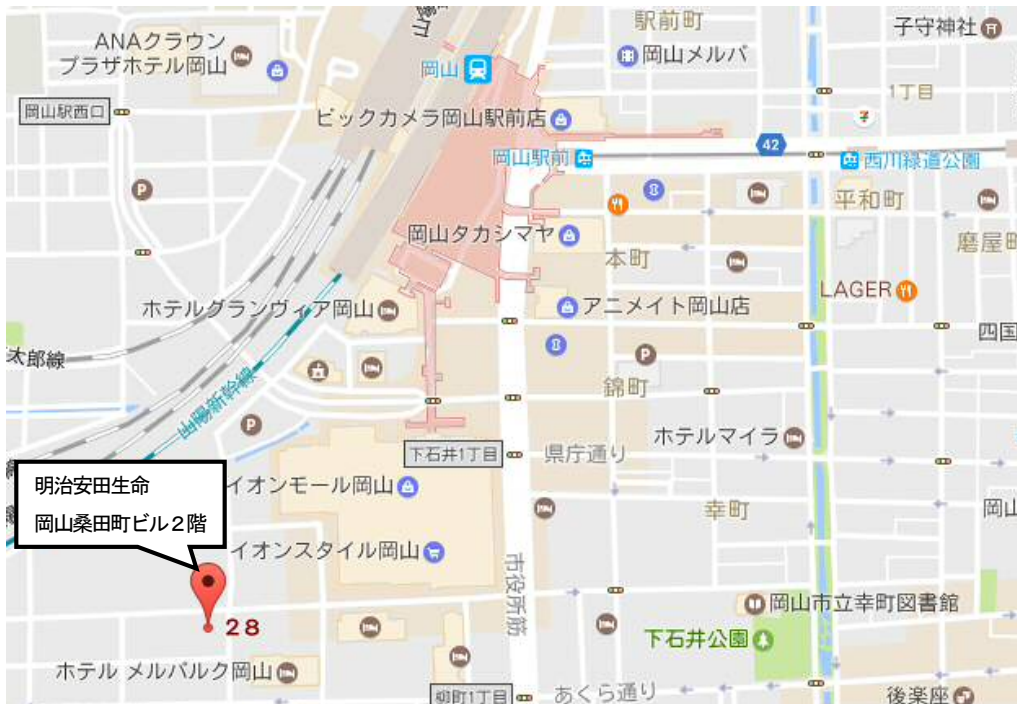 駅前町
子守神社
ANAクラウン
プラザホテル岡山
岡山
岡山メルパ
1丁目
岡山駅西口
ビックカメラ岡山駅前店
42
岡山駅前
西川緑道公園
平和町
岡山タカシマヤ
本町
磨屋町
LAGER
ホテルグランヴィア岡山
アニメイト岡山店
四国
太郎線
錦町
山陽新幹線
ホテルマイラ
下石井1丁目
県庁通り
明治安田生命
岡山桑田町ビル2階
イオンモール岡山
幸町
岡山
イオンスタイル岡山
市役所筋
岡山市立幸町図書館
28
下石井公園
ホテル メルパルク岡山
柳町1丁目
あくら通り
後楽座